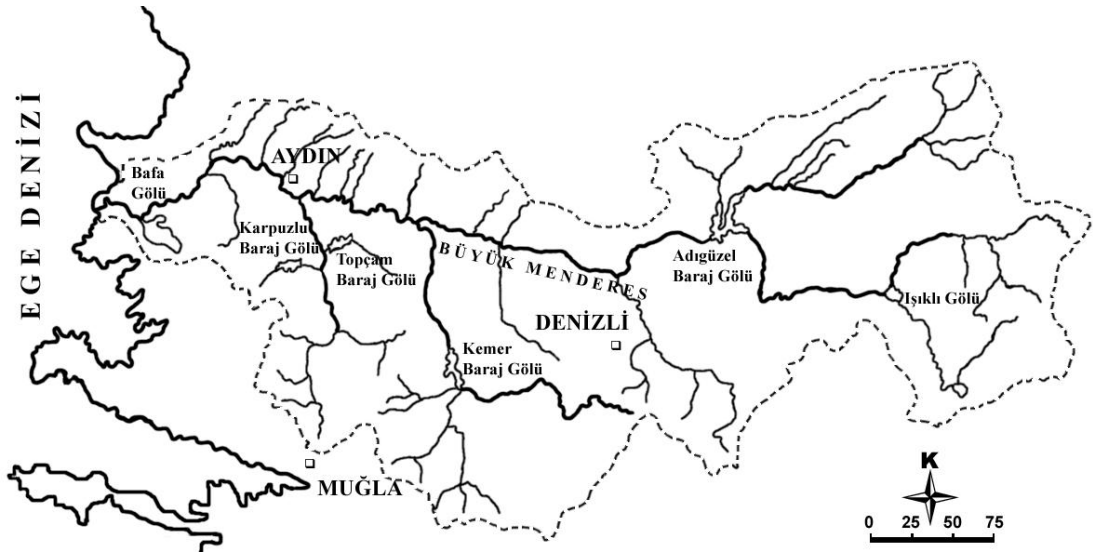 EGE DENİZİ
Bafa
Gölü
AYDIN
Karpuzlu
Baraj Gölü
Topçam
Baraj Gölü
BÜYÜK MENDERES
Adıgüzel
Baraj Gölü
Işıklı Gölü
DENİZLİ
Kemer
Baraj Gölü
MUĞLA
K
0 25 50 75